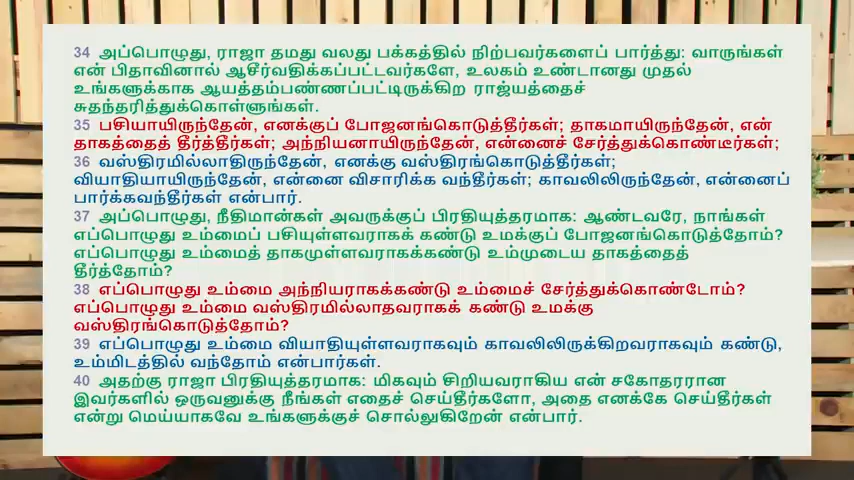 34 அப்பொழுது, ராஜா தமது வலது பக்கத்தில் நிற்பவர்களைப் பார்த்து: வாருங்கள்
என் பிதாவினால் ஆசீர்வதிக்கப்பட்டவர்களே, உலகம் உண்டானது முதல்
உங்களுக்காக ஆயத்தம்பண்ணப்பட்டிருக்கிற ராஜ்யத்தைச்
சுதந்தரித்துக்கொள்ளுங்கள்.
35 பசியாயிருந்தேன், எனக்குப் போஜனங்கொடுத்தீர்கள்; தாகமாயிருந்தேன், என்
தாகத்தைத் தீர்த்தீர்கள்; அந்நியனாயிருந்தேன், என்னைச் சேர்த்துக்கொண்டீர்கள்;
36 வஸ்திரமில்லாதிருந்தேன், எனக்கு வஸ்திரங்கொடுத்தீர்கள்;
வியாதியாயிருந்தேன், என்னை விசாரிக்க வந்தீர்கள்; காவலிலிருந்தேன், என்னைப்
பார்க்கவந்தீர்கள் என்பார்.
37 அப்பொழுது, நீதிமான்கள் அவருக்குப் பிரதியுத்தரமாக: ஆண்டவரே, நாங்கள்
எப்பொழுது உம்மைப் பசியுள்ளவராகக் கண்டு உமக்குப் போஜனங்கொடுத்தோம்?
எப்பொழுது உம்மைத் தாகமுள்ளவராகக்கண்டு உம்முடைய தாகத்தைத்
தீர்த்தோம்?
38 எப்பொழுது உம்மை அந்நியராகக்கண்டு உம்மைச் சேர்த்துக்கொண்டோம்?
எப்பொழுது உம்மை வஸ்திரமில்லாதவராகக் கண்டு உமக்கு
வஸ்திரங்கொடுத்தோம்?
39 எப்பொழுது உம்மை வியாதியுள்ளவராகவும் காவலிலிருக்கிறவராகவும் கண்டு,
உம்மிடத்தில் வந்தோம் என்பார்கள்.
40 அதற்கு ராஜா பிரதியுத்தரமாக: மிகவும் சிறியவராகிய என் சகோதரரான
இவர்களில் ஒருவனுக்கு நீங்கள் எதைச் செய்தீர்களோ, அதை எனக்கே செய்தீர்கள்
என்று மெய்யாகவே உங்களுக்குச் சொல்லுகிறேன் என்பார்.